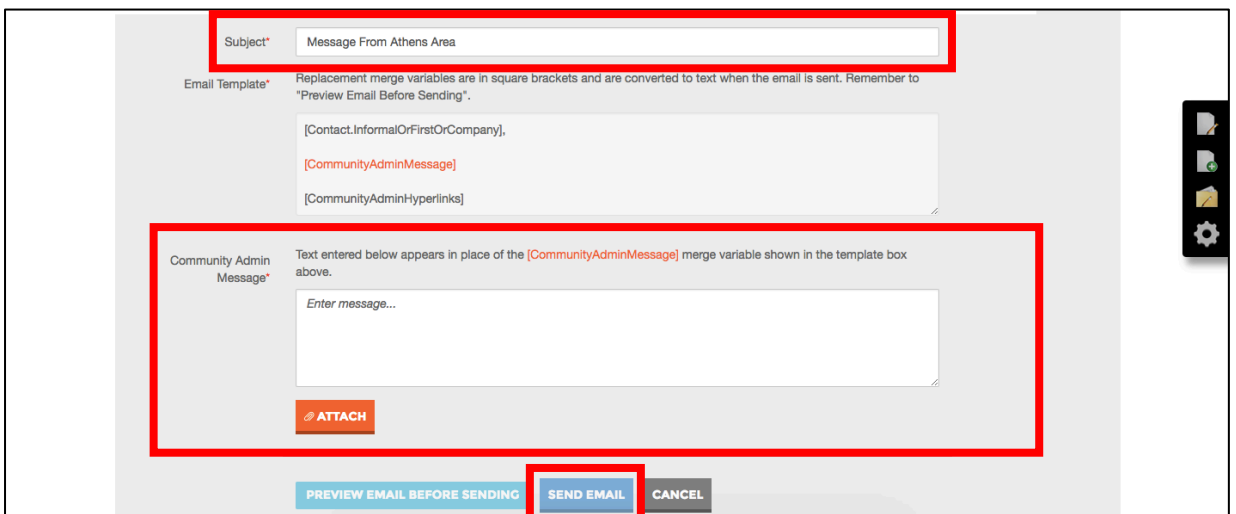 Subject*
Message From Athens Area
Email Template*
Replacement merge variables are in square brackets and are converted to text when the email is sent. Remember to
"Preview Email Before Sending".
[Contact.InformalOrFirstOrCompany],
[CommunityAdminMessage]
[CommunityAdminHyperlinks]
Community Admin
Message*
Text entered below appears in place of the [CommunityAdminMessage] merge variable shown in the template box
above.
Enter message...
ATTACH
PREVIEW EMAIL BEFORE SENDING
SEND EMAIL
CANCEL